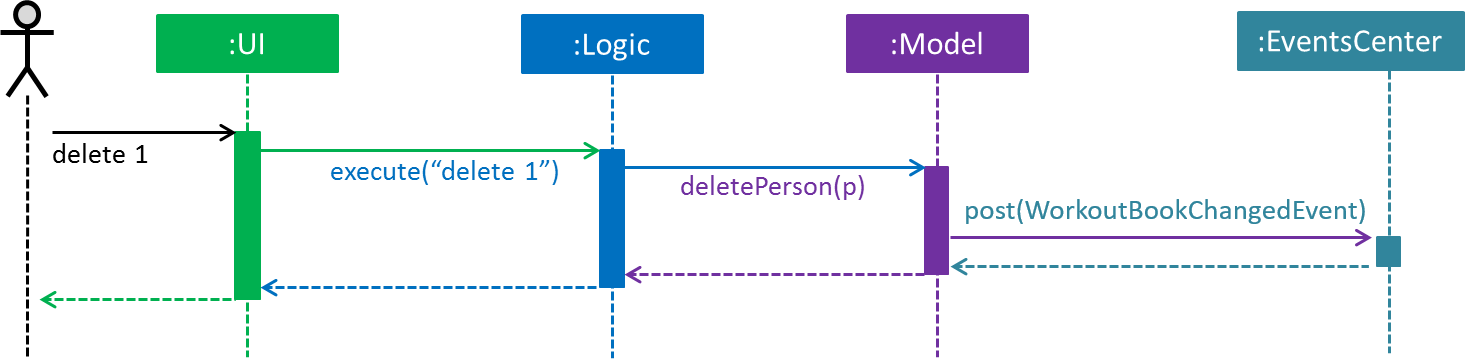 :UI
:Logic
:Model
:EventsCenter
delete 1
execute(“delete 1”)
deletePerson(p)
post(WorkoutBookChangedEvent)